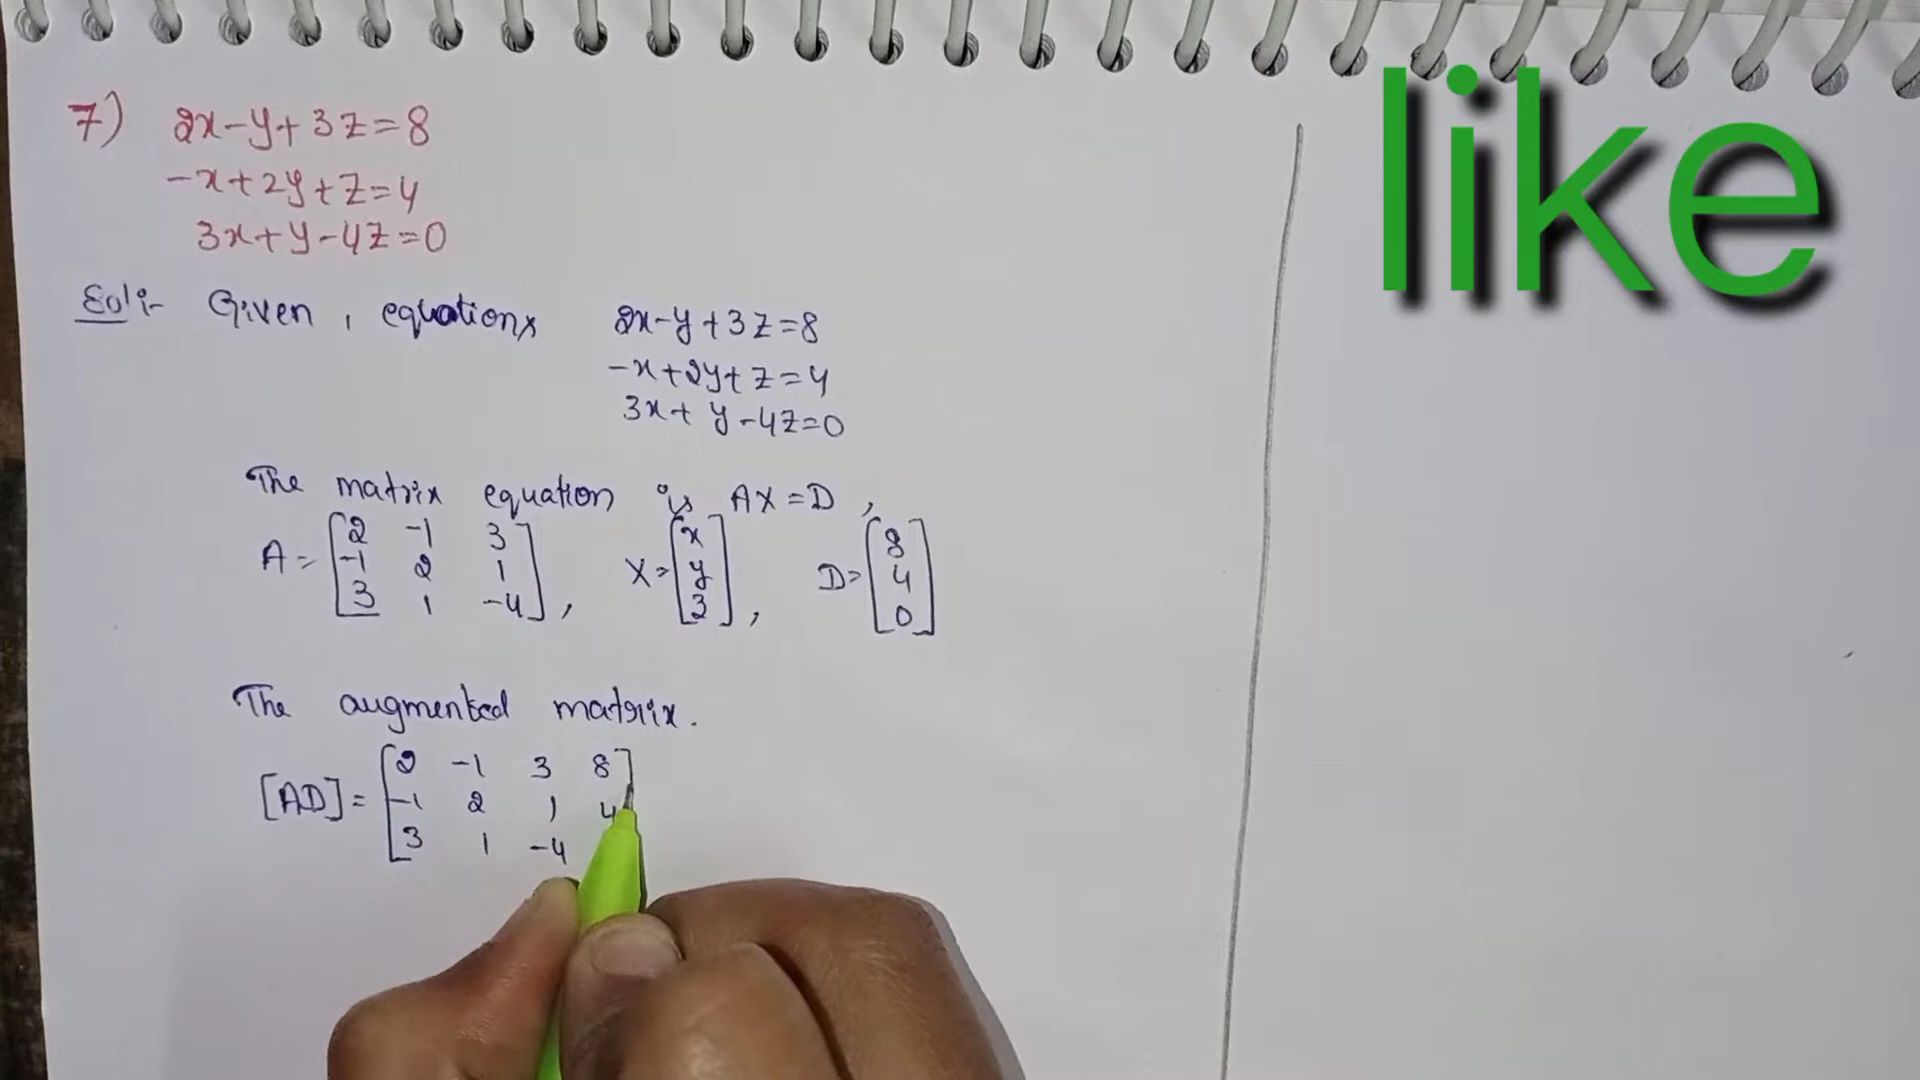 like
7) 2x-y+3z=8
-x+2y+z=4
3x+y-4z=0
Sol:- Given, equations 2x-y+3z=8
-x+2y+z=4
3x+y-4z=0
The matrix equation is AX=D,
A= [2 -1 3
-1 2 1
3 1 -4], X= [x
y
3], D= [8
4
0]
The augmented matrix.
[AD]= [2 -1 3 8
-1 2 1 4
3 1 -4